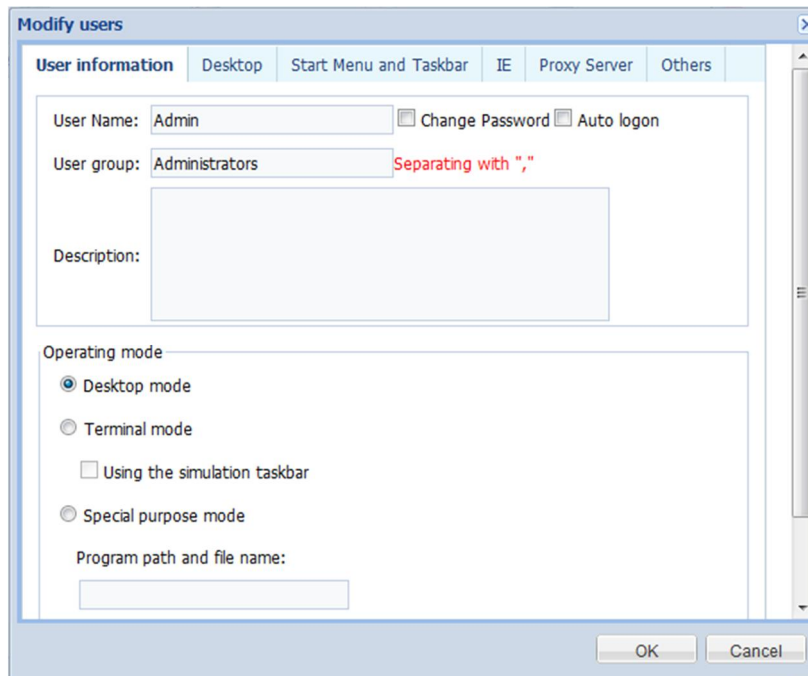 Modify users
User information Desktop Start Menu and Taskbar IE Proxy Server Others
User Name: Admin Change Password Auto logon
User group: Administrators Separating with ","
Description:
Operating mode
Desktop mode
Terminal mode
Using the simulation taskbar
Special purpose mode
Program path and file name:
OK Cancel